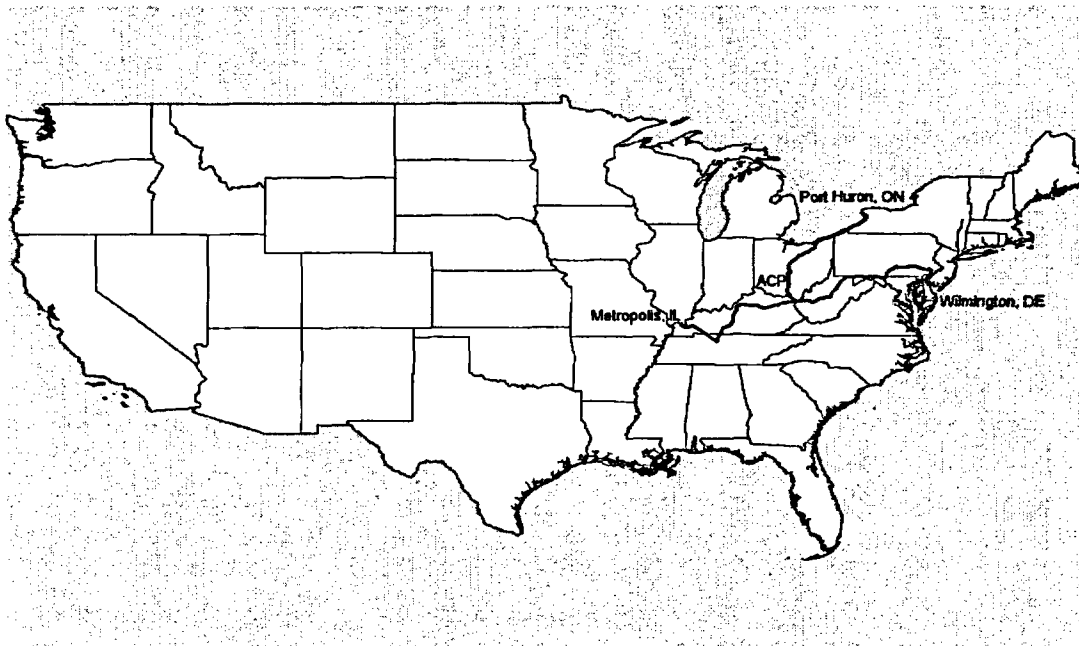 Port Huron, ON
ACP
Wilmington, DE
Metropolis, IL